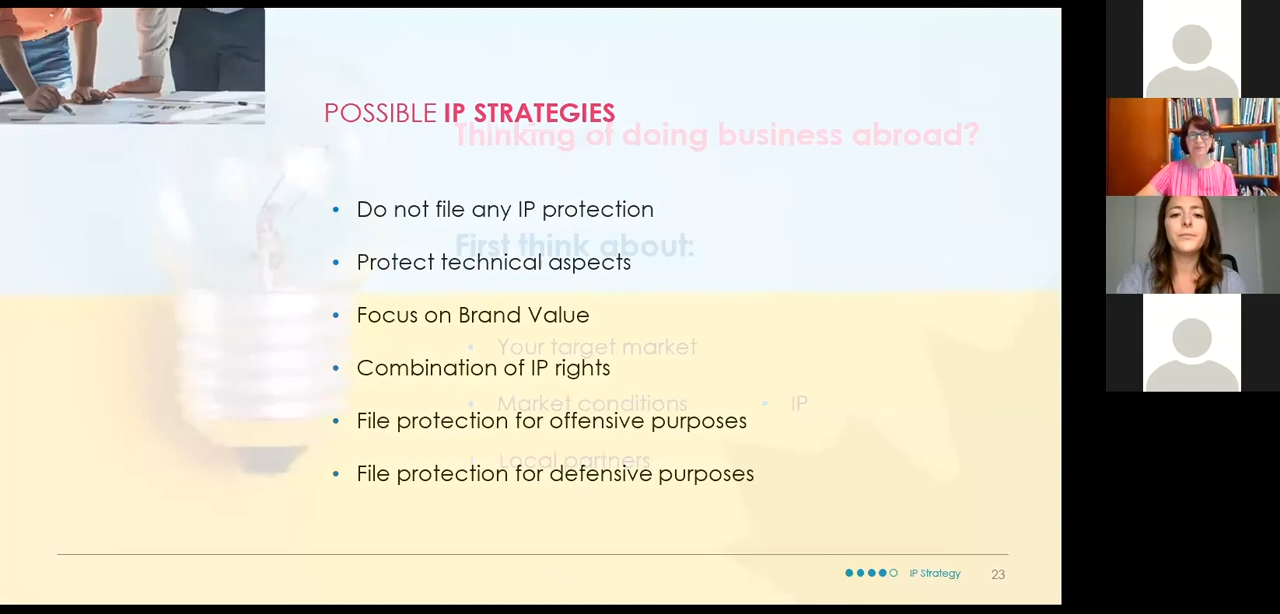 POSSIBLE IP STRATEGIES
Thinking of doing business abroad?
• Do not file any IP protection
First think about:
• Protect technical aspects
• Focus on Brand Value
• Your target market
• Combination of IP rights
• Market conditions • IP
• File protection for offensive purposes
• Local partners
• File protection for defensive purposes
IP Strategy 23